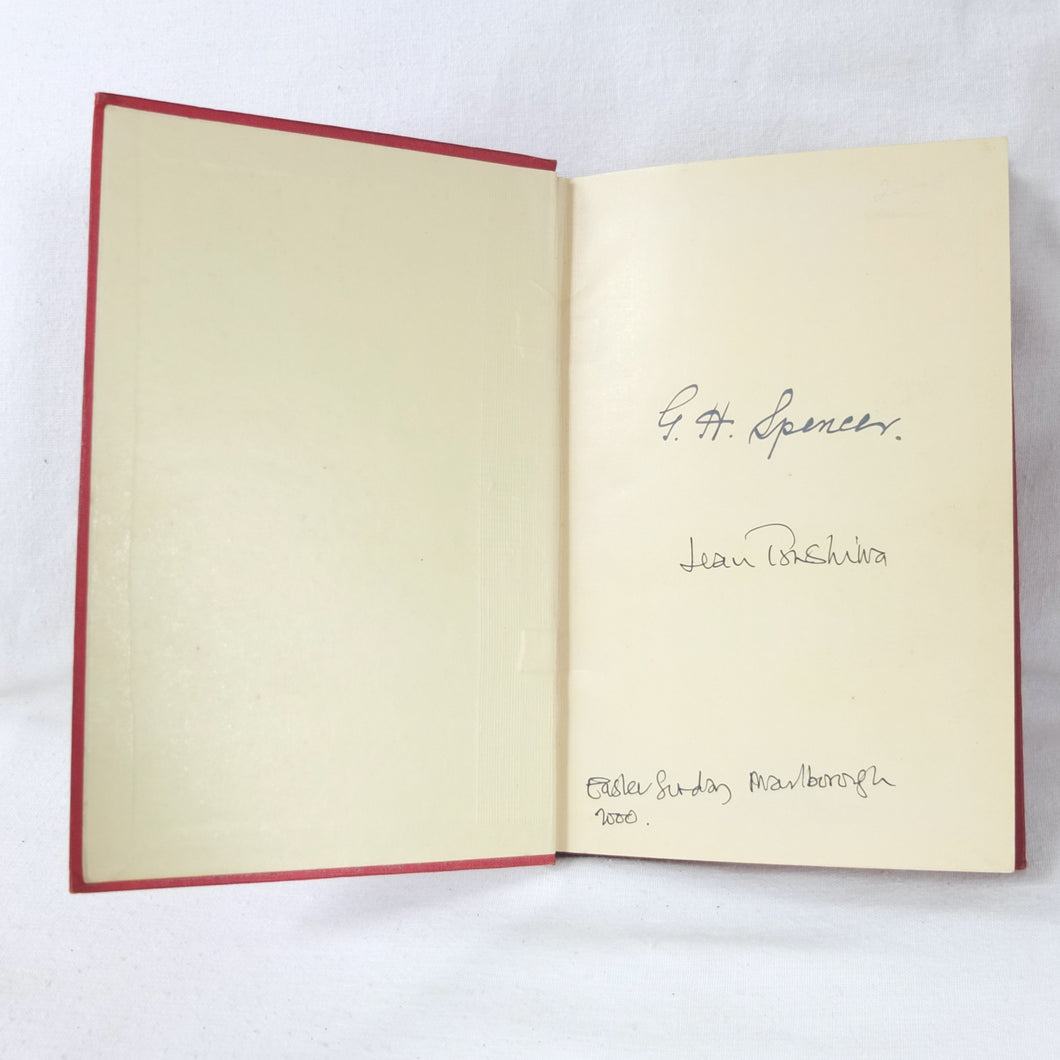 G. H. Spencer.
Jean
Easter Sunday Marlborough
2000.